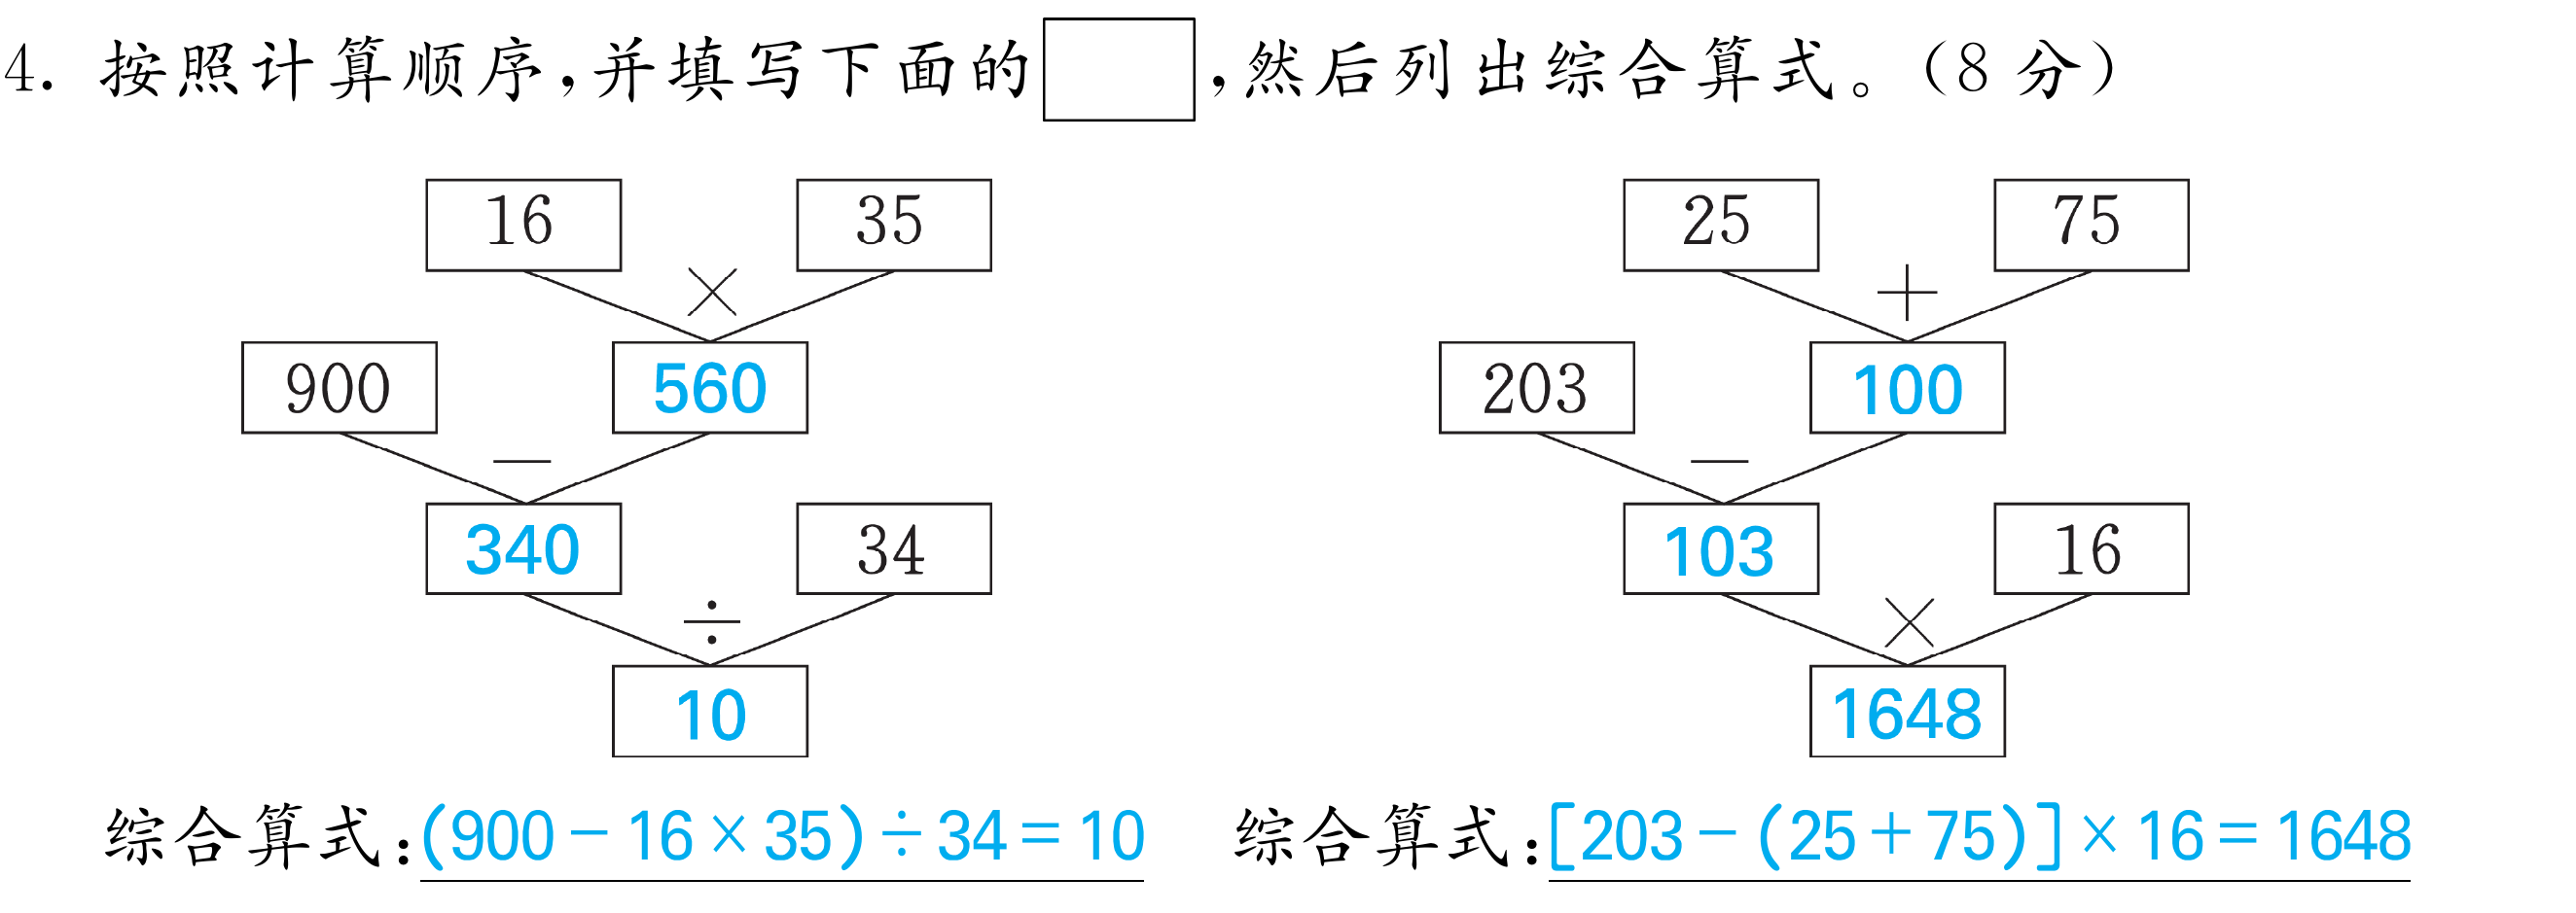 4. 按照计算顺序,并填写下面的 ,然后列出综合算式。(8 分)
16 35 25 75
× +
900 560 203 100
— —
340 34 103 16
÷ ×
10 1648
综合算式:(900－16×35)÷34=10 综合算式:[203－(25+75)]×16=1648